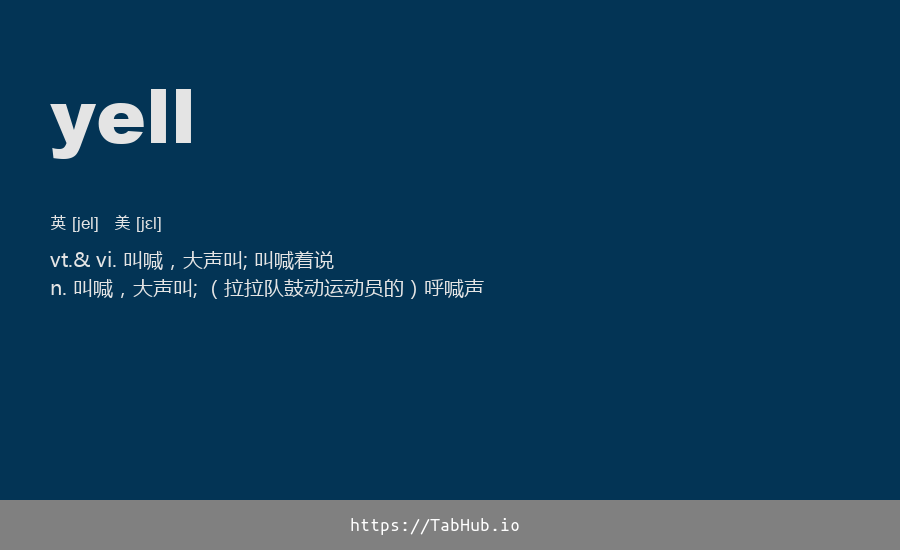 yell
英 [jel] 美 [jɛl]
vt.& vi. 叫喊，大声叫; 叫喊着说
n. 叫喊，大声叫; （拉拉队鼓动运动员的）呼喊声
https://TabHub.io